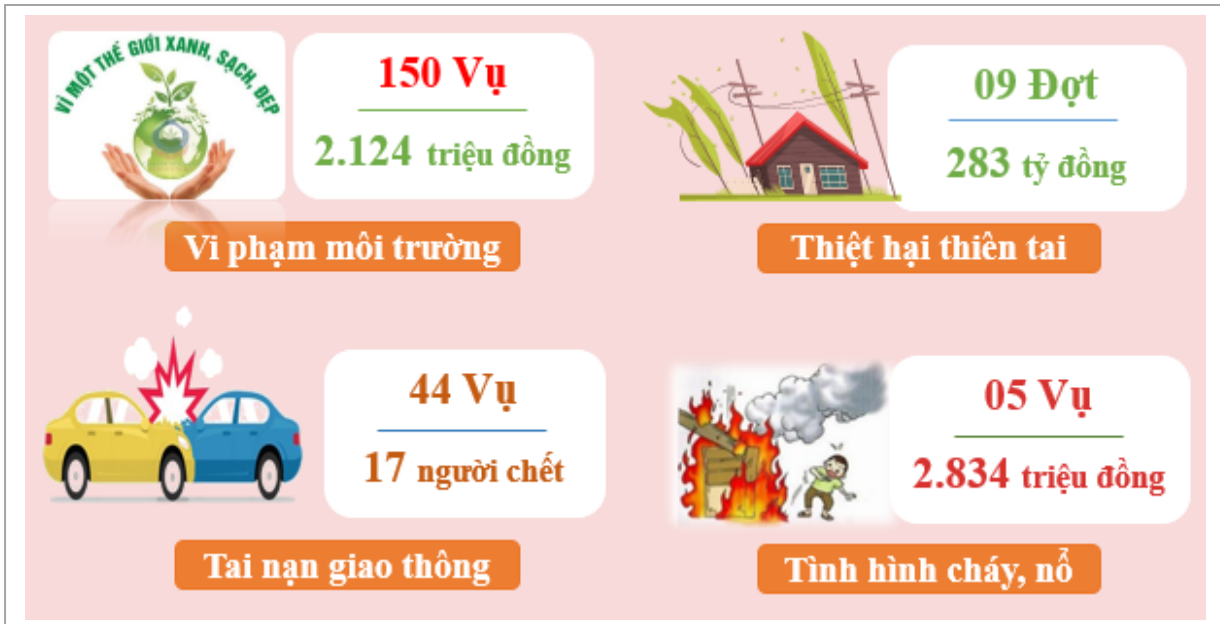 VÌ MỘT THẾ GIỚI XANH, SẠCH, ĐẸP
150 Vụ
2.124 triệu đồng
Vi phạm môi trường
09 Đợt
283 tỷ đồng
Thiệt hại thiên tai
44 Vụ
17 người chết
Tai nạn giao thông
05 Vụ
2.834 triệu đồng
Tình hình cháy, nổ